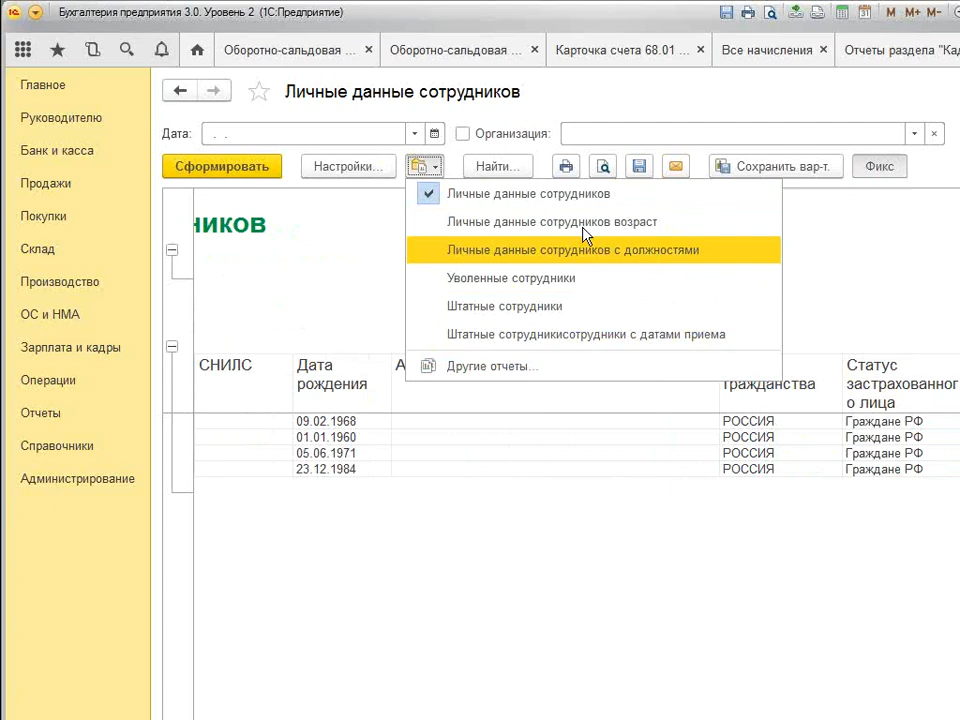 Бухгалтерия предприятия 3.0. Уровень 2 (1С:Предприятие)
M M+ M−
Оборотно-сальдовая ... × Оборотно-сальдовая ... × Карточка счета 68.01 ... × Все начисления × Отчеты раздела "Кад
Главное
Руководителю
Банк и касса
Продажи
Покупки
Склад
Производство
ОС и НМА
Зарплата и кадры
Операции
Отчеты
Справочники
Администрирование
Личные данные сотрудников
Дата: . . Организация:
Сформировать Настройки... Найти... Сохранить вар-т. Фикс
ников
Личные данные сотрудников
Личные данные сотрудников возраст
Личные данные сотрудников с должностями
Уволенные сотрудники
Штатные сотрудники
Штатные сотрудникисотрудники с датами приема
Другие отчеты...
СНИЛС Дата рождения А гражданства Статус застрахованног о лица
09.02.1968 РОССИЯ Граждане РФ
01.01.1960 РОССИЯ Граждане РФ
05.06.1971 РОССИЯ Граждане РФ
23.12.1984 РОССИЯ Граждане РФ